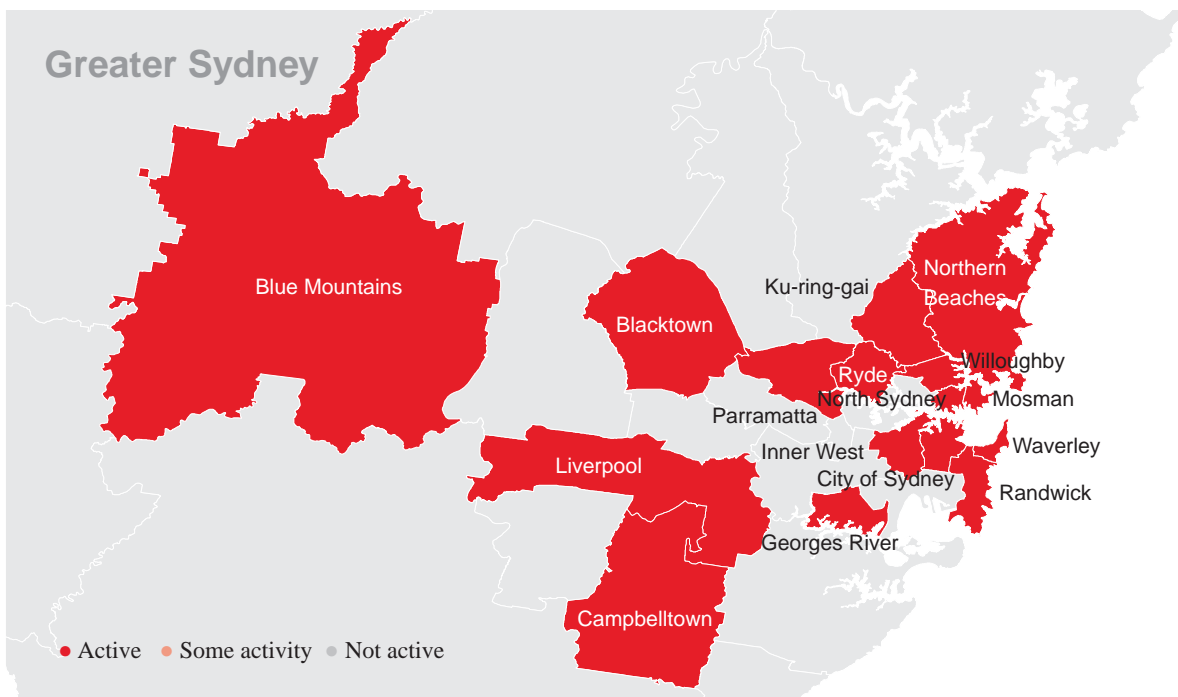 Greater Sydney
Blue Mountains
Northern
Beaches
Ku-ring-gai
Blacktown
Willoughby
Ryde
North Sydney
Mosman
Parramatta
Waverley
Inner West
Liverpool
City of Sydney
Randwick
Georges River
Campbelltown
Active
Some activity
Not active